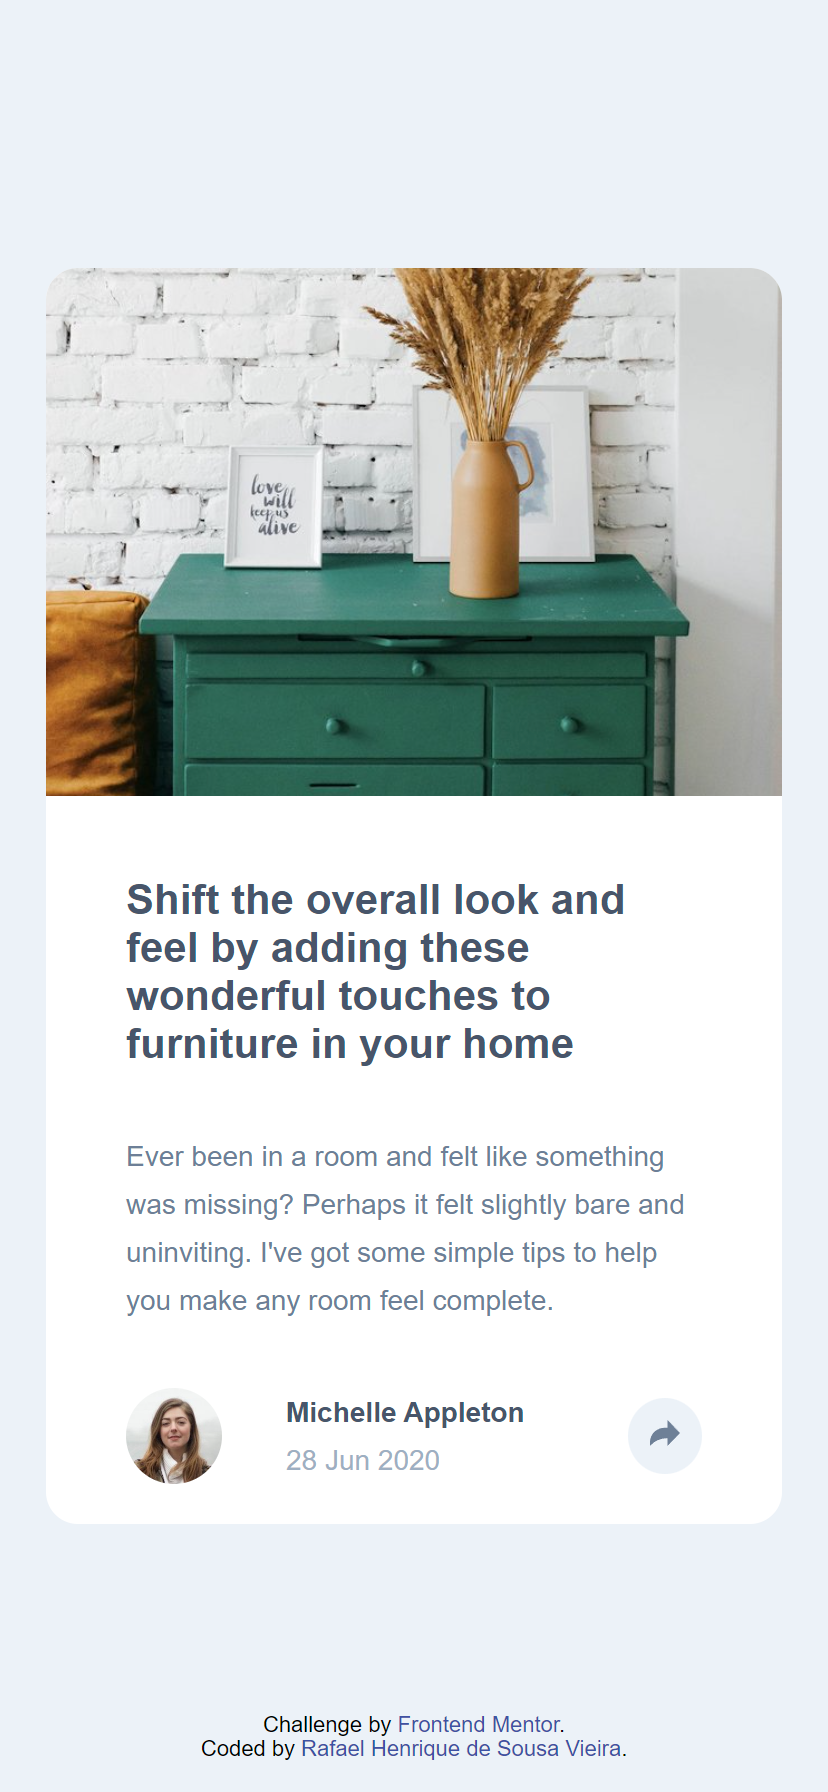 love
will
keep us
alive
Shift the overall look and
feel by adding these
wonderful touches to
furniture in your home
Ever been in a room and felt like something
was missing? Perhaps it felt slightly bare and
uninviting. I've got some simple tips to help
you make any room feel complete.
Michelle Appleton
28 Jun 2020
Challenge by Frontend Mentor.
Coded by Rafael Henrique de Sousa Vieira.